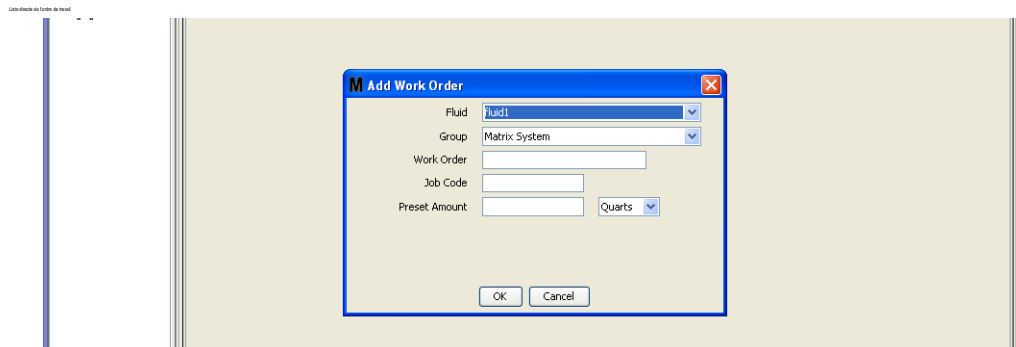 Liste directe de l'ordre de travail
M Add Work Order
Fluid fluid1
Group Matrix System
Work Order
Job Code
Preset Amount Quarts
OK Cancel